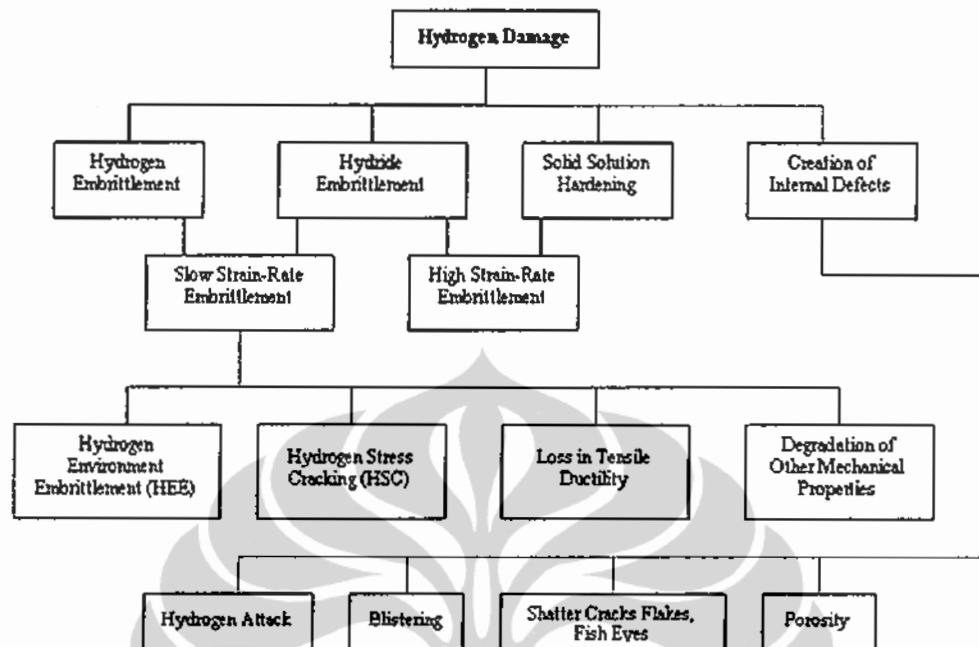 Hydrogen Damage
Hydrogen
Embrittlement
Hydride
Embrittlement
Solid Solution
Hardening
Creation of
Internal Defects
Slow Strain-Rate
Embrittlement
High Strain-Rate
Embrittlement
Hydrogen
Environment
Embrittlement (HEE)
Hydrogen Stress
Cracking (HSC)
Loss in Tensile
Ductility
Degradation of
Other Mechanical
Properties
Hydrogen Attack
Blistering
Shatter Cracks Flakes,
Fish Eyes
Porosity